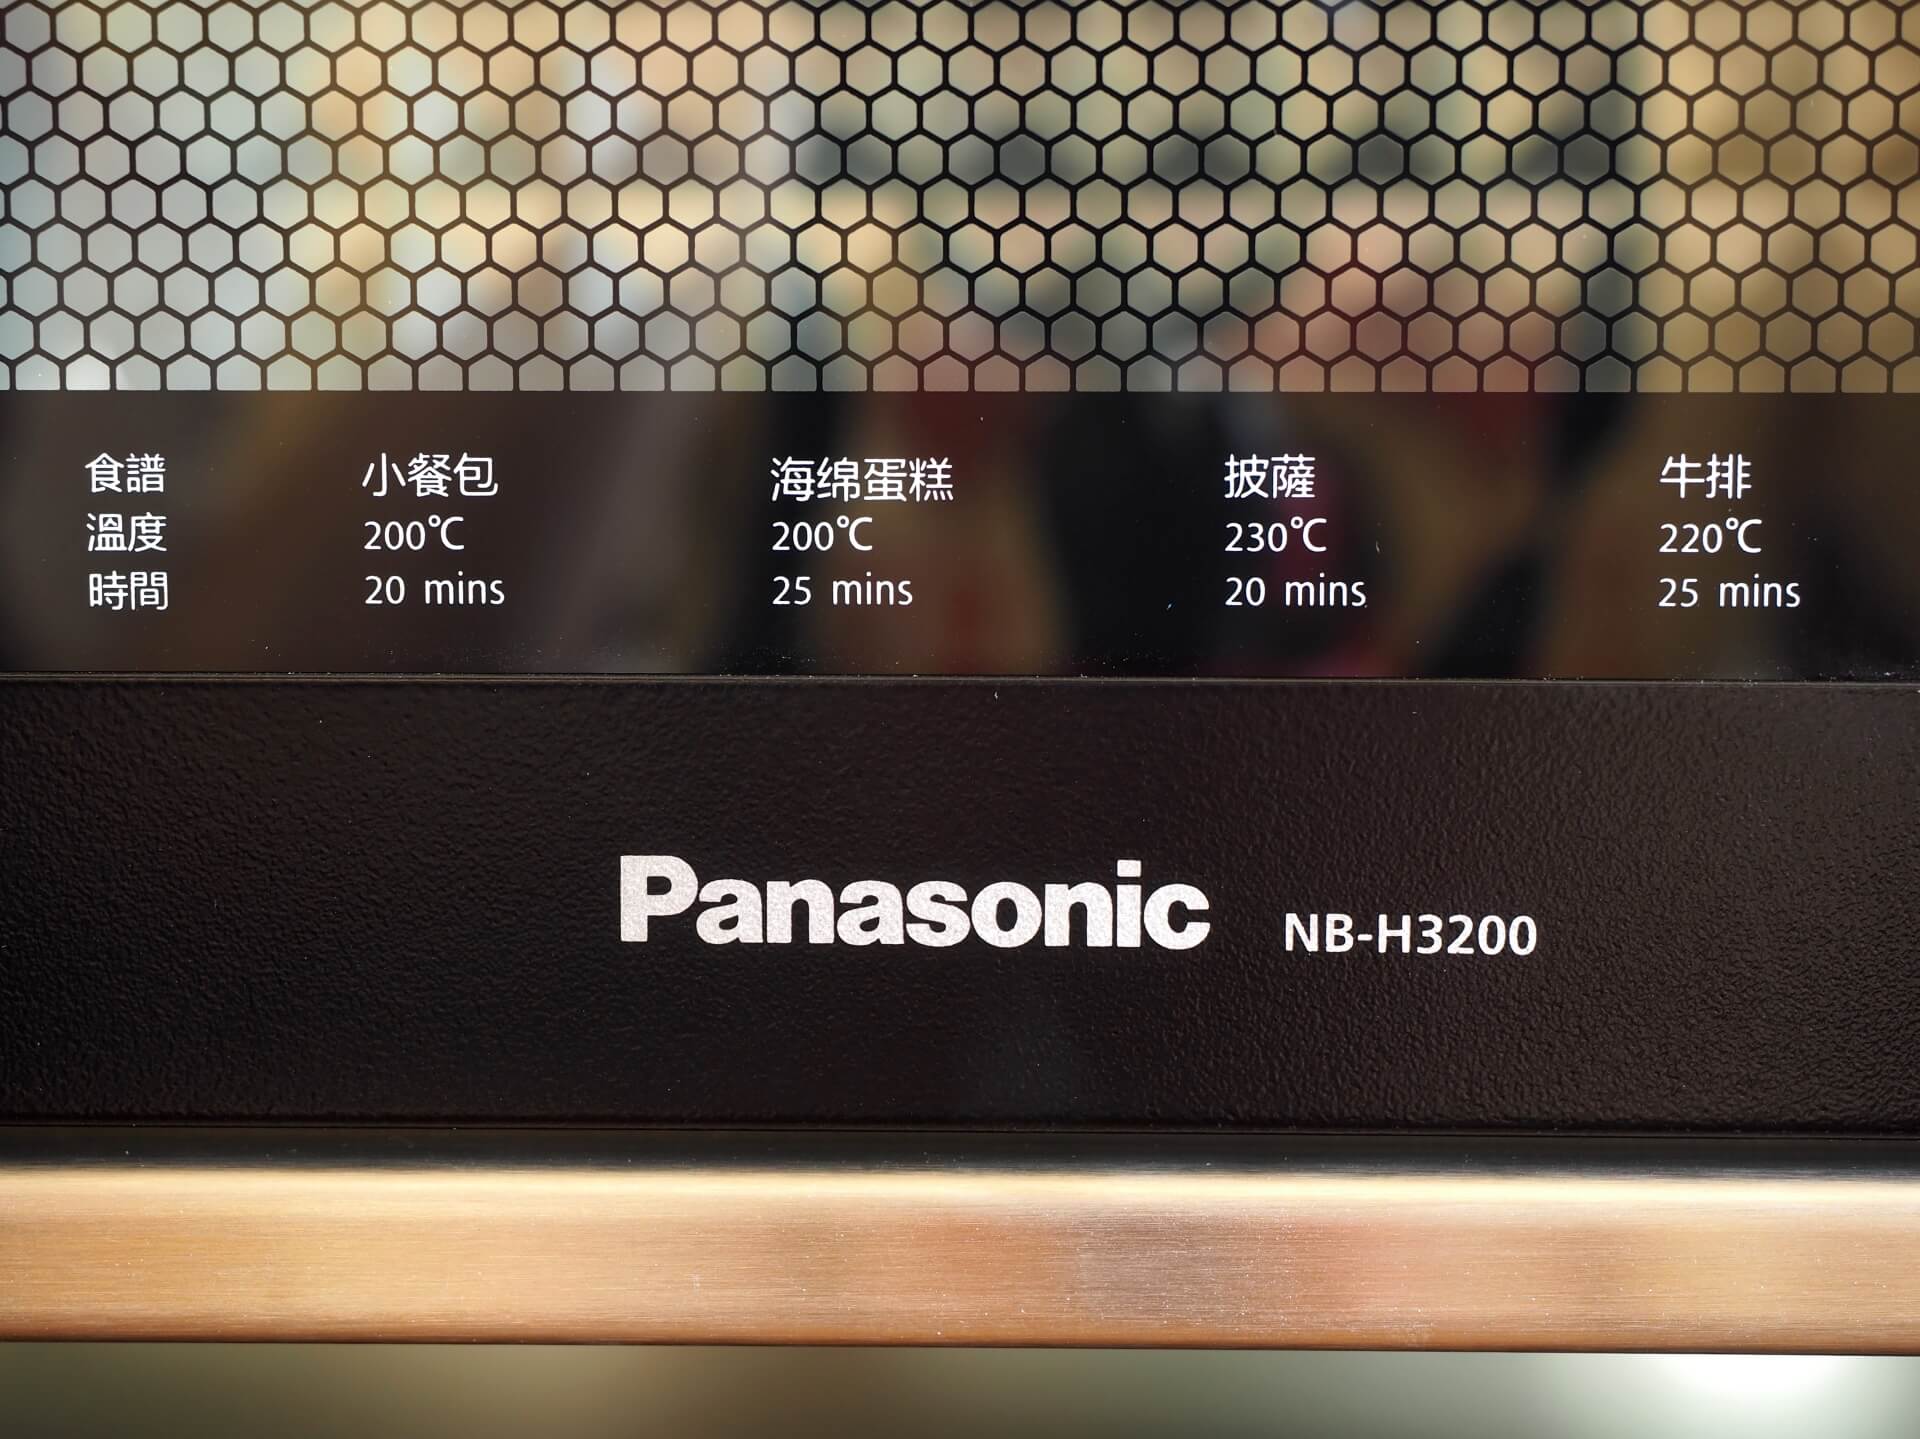 食譜 小餐包 海绵蛋糕 披薩 牛排
溫度 200℃ 200℃ 230℃ 220℃
時間 20 mins 25 mins 20 mins 25 mins
Panasonic NB-H3200